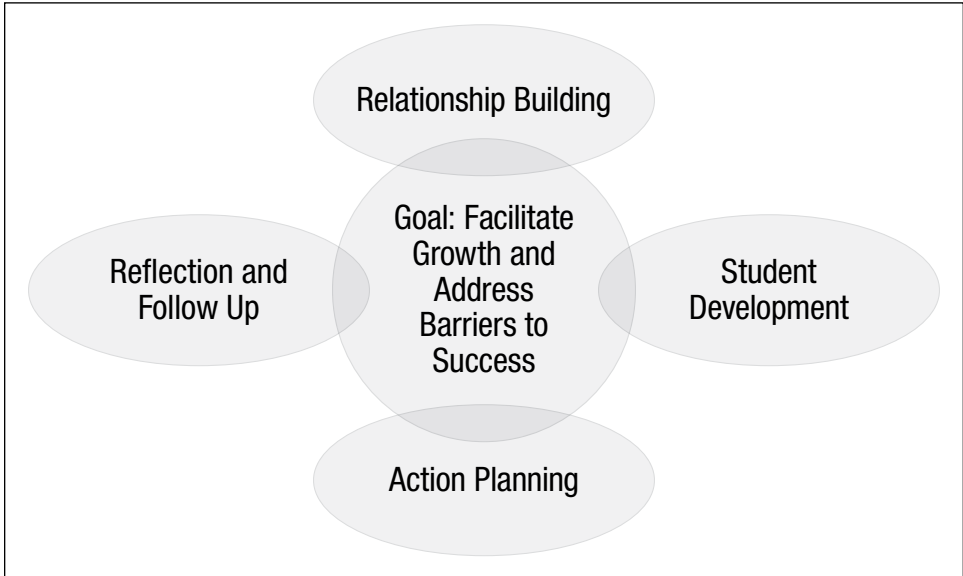 Relationship Building
Goal: Facilitate
Growth and
Address
Barriers to
Success
Reflection and
Follow Up
Student
Development
Action Planning